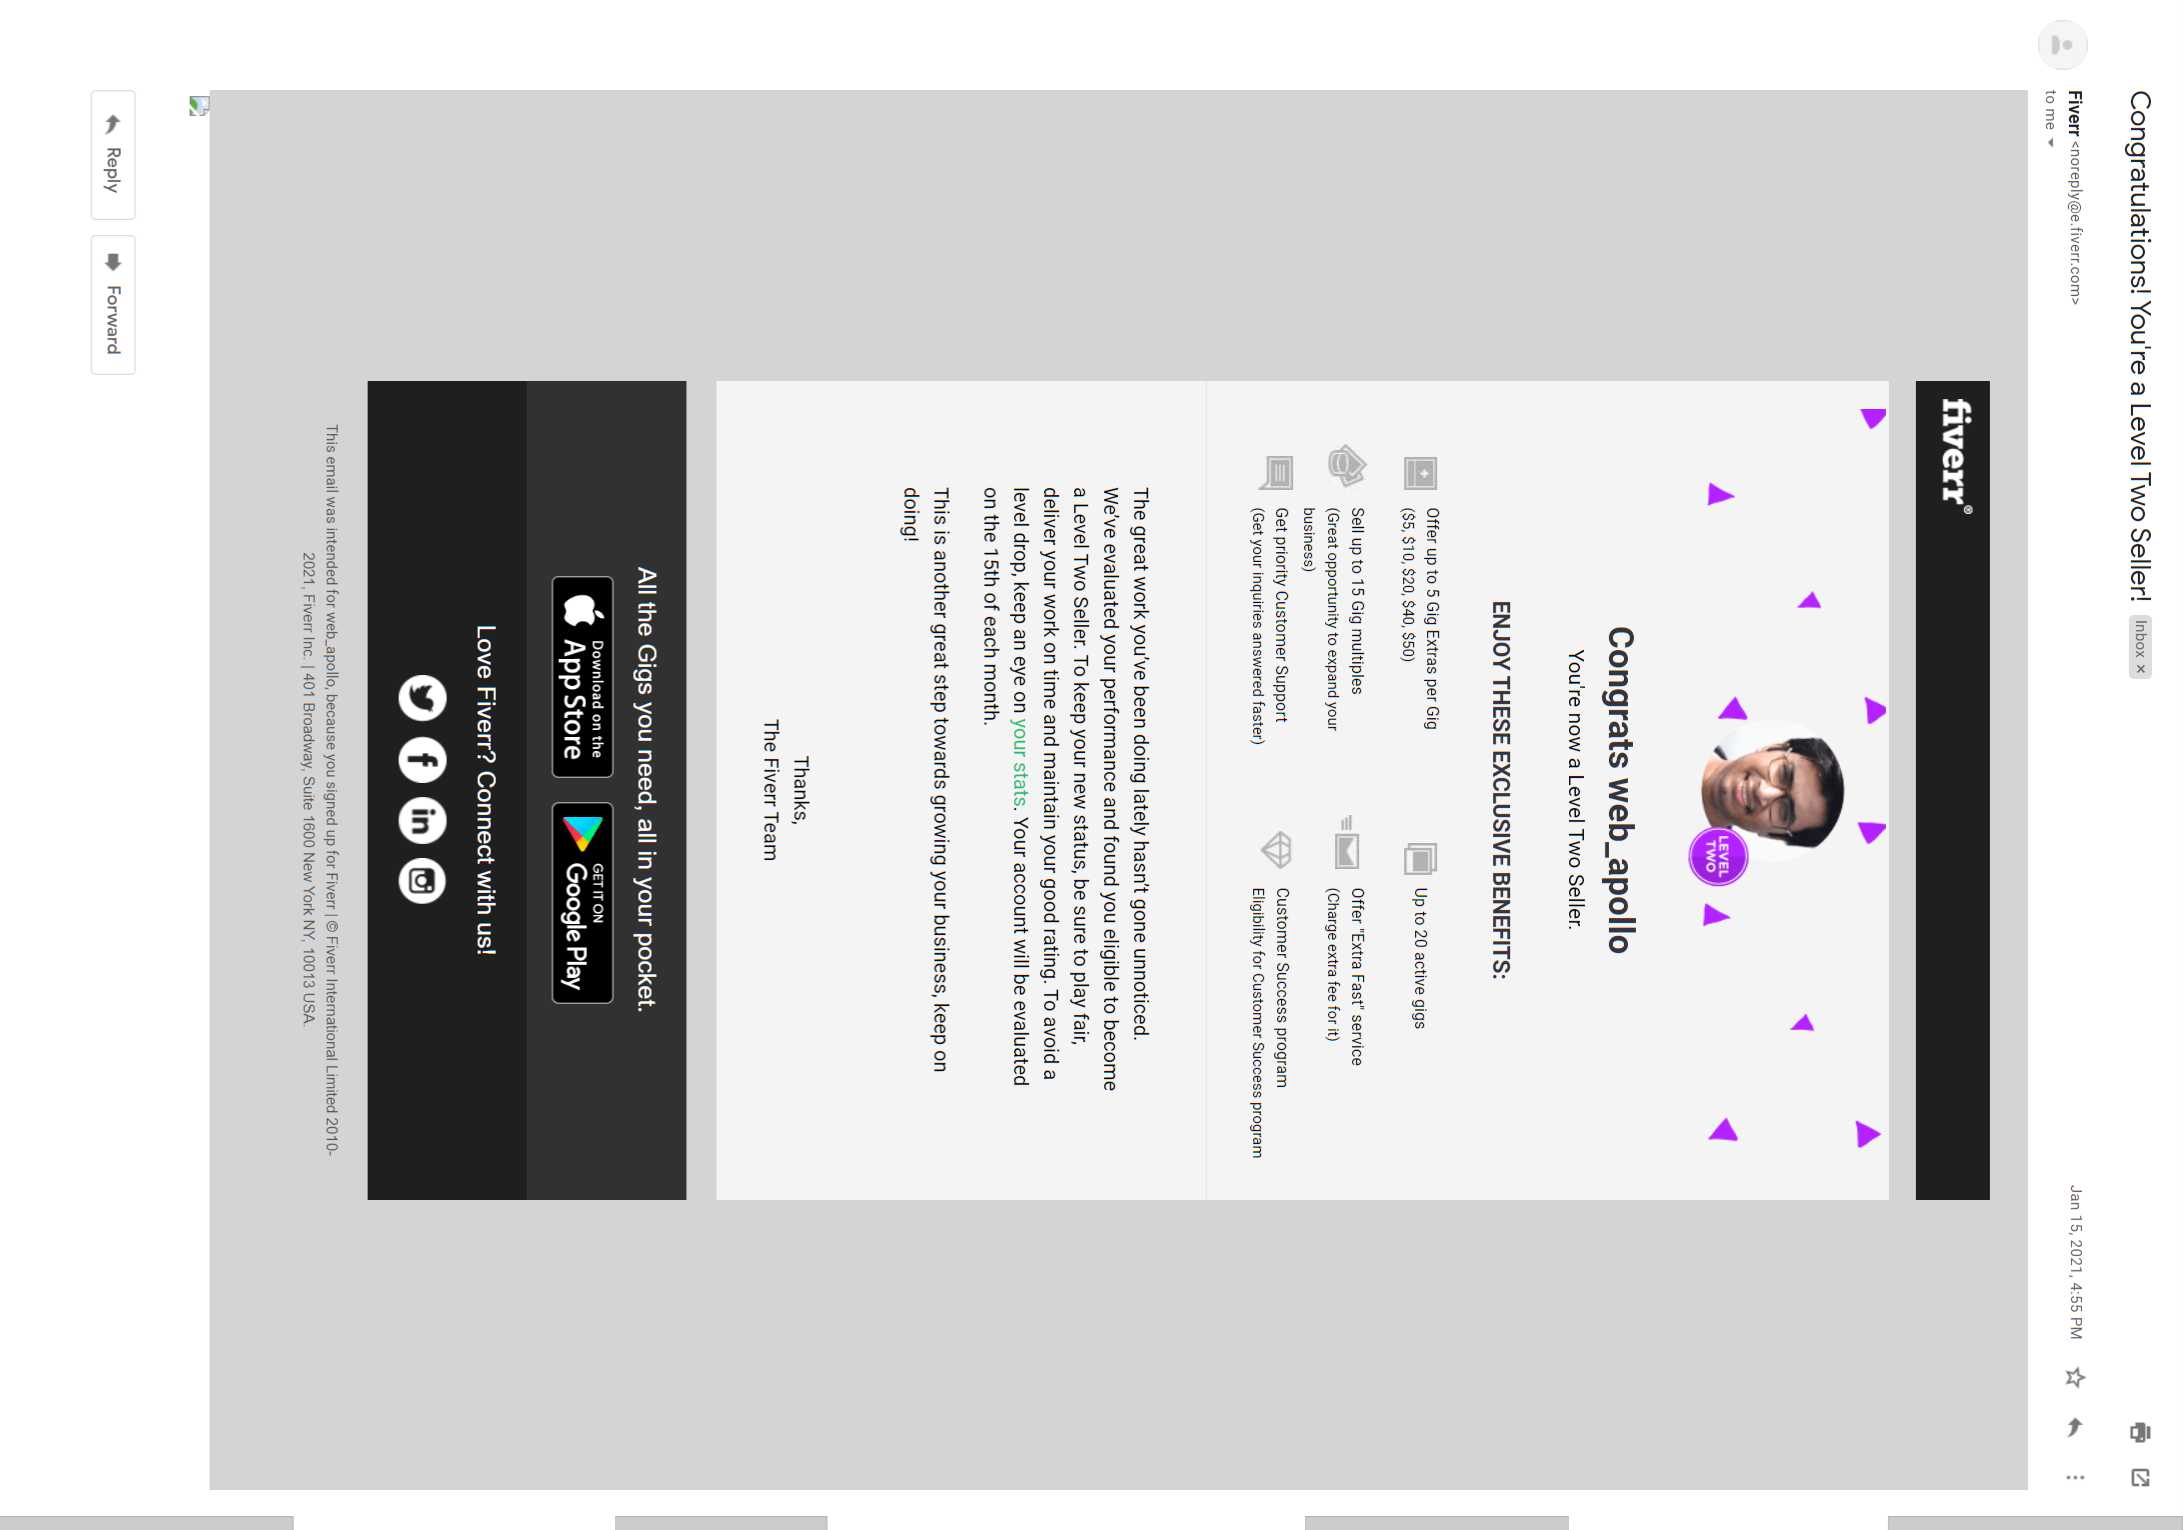 Congratulations! You're a Level Two Seller! Inbox ×
Fiverr <noreply@e.fiverr.com> Jan 15, 2021, 4:55 PM
to me
fiverr®
LEVEL
TWO
Congrats web_apollo
You're now a Level Two Seller.
ENJOY THESE EXCLUSIVE BENEFITS:
Offer up to 5 Gig Extras per Gig
($5, $10, $20, $40, $50)
Up to 20 active gigs
Sell up to 15 Gig multiples
(Great opportunity to expand your
business)
Offer "Extra Fast" service
(Charge extra fee for it)
Get priority Customer Support
(Get your inquiries answered faster)
Customer Success program
Eligibility for Customer Success program
The great work you've been doing lately hasn't gone unnoticed.
We've evaluated your performance and found you eligible to become
a Level Two Seller. To keep your new status, be sure to play fair,
deliver your work on time and maintain your good rating. To avoid a
level drop, keep an eye on your stats. Your account will be evaluated
on the 15th of each month.
This is another great step towards growing your business, keep on
doing!
Thanks,
The Fiverr Team
All the Gigs you need, all in your pocket.
Download on the
App Store
GET IT ON
Google Play
Love Fiverr? Connect with us!
This email was intended for web_apollo, because you signed up for Fiverr | © Fiverr International Limited 2010-
2021, Fiverr Inc. | 401 Broadway, Suite 1600 New York NY, 10013 USA.
Reply
Forward